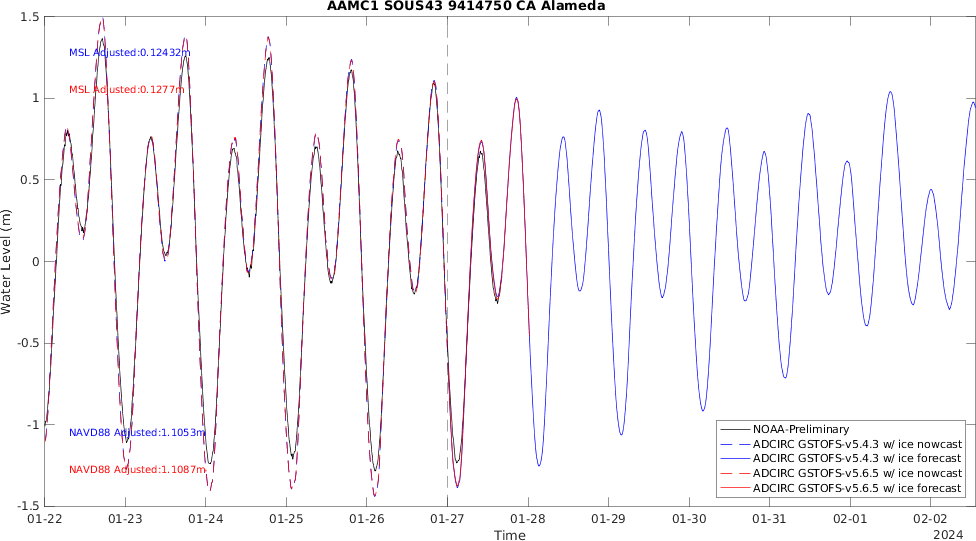 AAMC1 SOUS43 9414750 CA Alameda
1.5
1
0.5
0
-0.5
-1
-1.5
Water Level (m)
MSL Adjusted:0.12432m
MSL Adjusted:0.1277m
NAVD88 Adjusted:1.1053m
NAVD88 Adjusted:1.1087m
NOAA-Preliminary
ADCIRC GSTOFS-v5.4.3 w/ ice nowcast
ADCIRC GSTOFS-v5.4.3 w/ ice forecast
ADCIRC GSTOFS-v5.6.5 w/ ice nowcast
ADCIRC GSTOFS-v5.6.5 w/ ice forecast
01-22 01-23 01-24 01-25 01-26 01-27 01-28 01-29 01-30 01-31 02-01 02-02
2024
Time